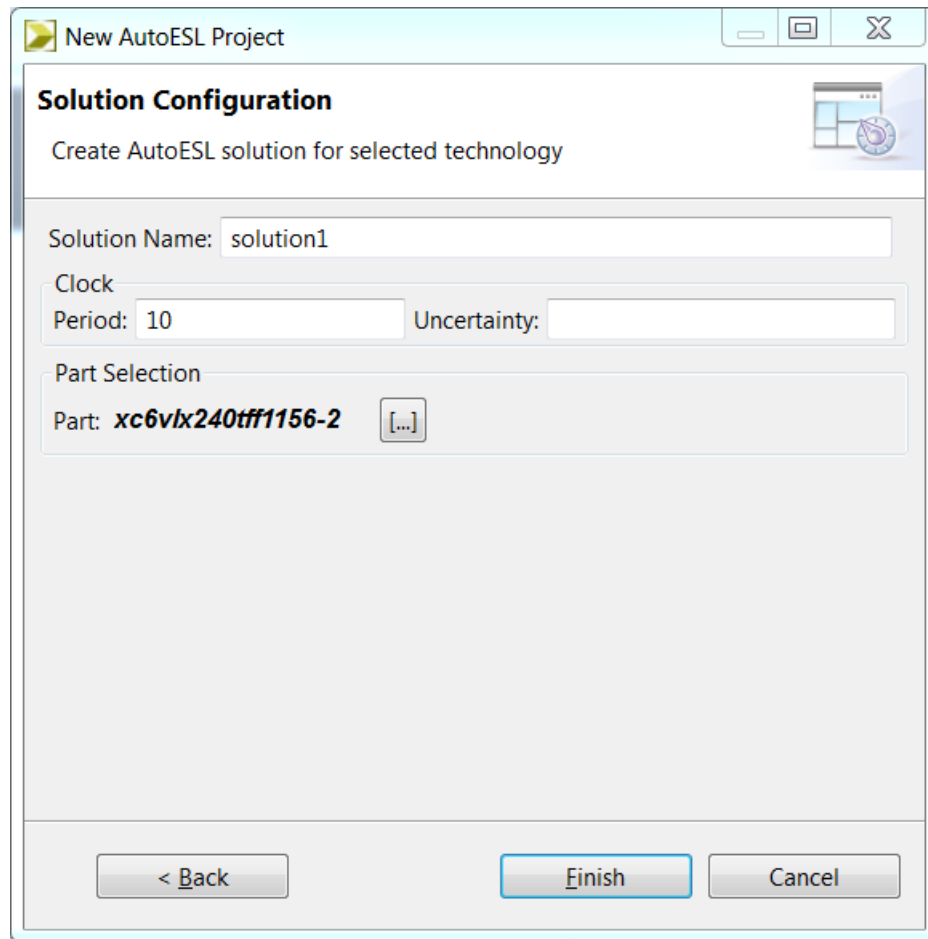 New AutoESL Project
Solution Configuration
Create AutoESL solution for selected technology
Solution Name: solution1
Clock
Period: 10 Uncertainty:
Part Selection
Part: xc6vlx240tff1156-2 [...]
< Back Finish Cancel